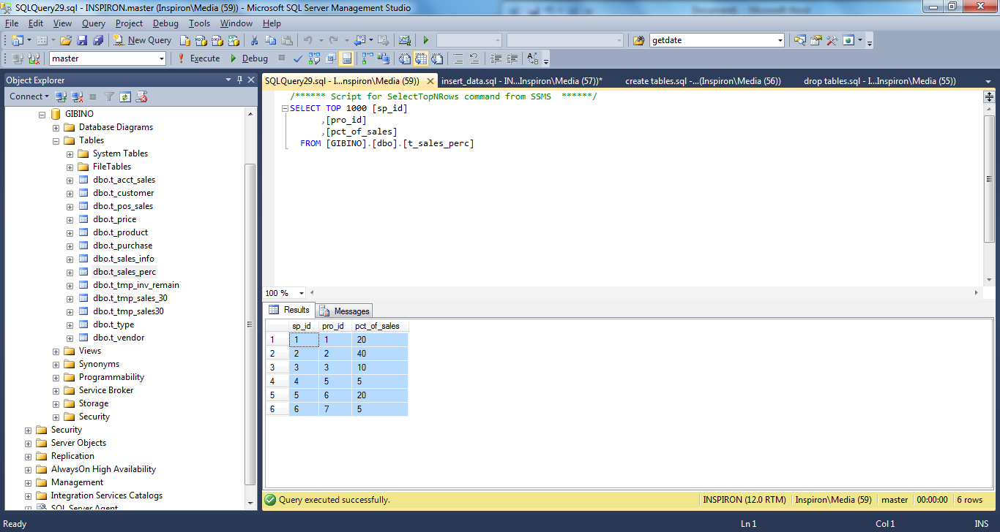 SQLQuery29.sql - INSPIRON.master (Inspiron\Media (59)) - Microsoft SQL Server Management Studio
File Edit View Query Project Debug Tools Window Help
New Query getdate
master Execute Debug
Object Explorer
Connect
GIBINO
Database Diagrams
Tables
System Tables
FileTables
dbo.t_acct_sales
dbo.t_customer
dbo.t_pos_sales
dbo.t_price
dbo.t_product
dbo.t_purchase
dbo.t_sales_info
dbo.t_sales_perc
dbo.t_tmp_inv_remain
dbo.t_tmp_sales_30
dbo.t_tmp_sales30
dbo.t_type
dbo.t_vendor
Views
Synonyms
Programmability
Service Broker
Storage
Security
Security
Server Objects
Replication
AlwaysOn High Availability
Management
Integration Services Catalogs
SQL Server Agent
SQLQuery29.sql - I...nspiron\Media (59)) insert_data.sql - IN...Inspiron\Media (57))* create tables.sql -...(Inspiron\Media (56)) drop tables.sql - I...Inspiron\Media (55))
/****** Script for SelectTopNRows command from SSMS ******/
SELECT TOP 1000 [sp_id]
,[pro_id]
,[pct_of_sales]
FROM [GIBINO].[dbo].[t_sales_perc]
100 %
Results Messages
sp_id pro_id pct_of_sales
1 1 1 20
2 2 2 40
3 3 3 10
4 4 5 5
5 5 6 20
6 6 7 5
Query executed successfully. INSPIRON (12.0 RTM) Inspiron\Media (59) master 00:00:00 6 rows
Ready Ln 1 Col 1 INS